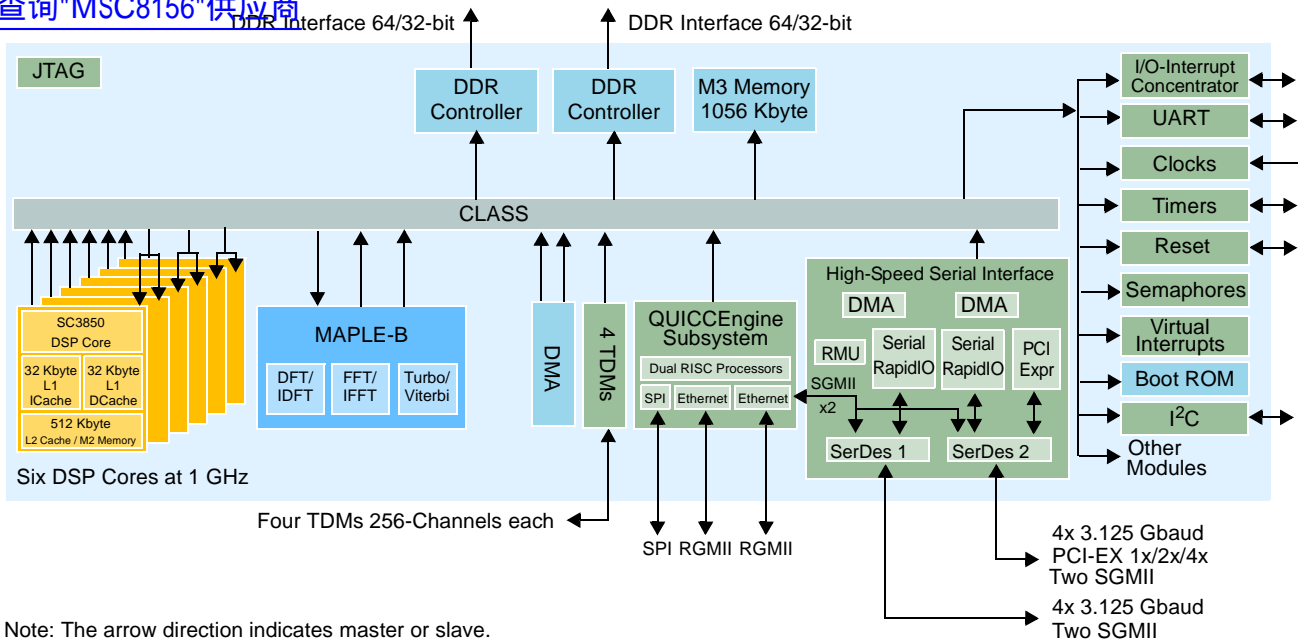 查询"MSC8156"供应商
DDR Interface 64/32-bit
DDR Interface 64/32-bit
JTAG
DDR
Controller
DDR
Controller
M3 Memory
1056 Kbyte
I/O-Interrupt
Concentrator
UART
Clocks
Timers
Reset
Semaphores
Virtual
Interrupts
Boot ROM
I2C
Other
Modules
CLASS
SC3850
DSP Core
32 Kbyte
L1
ICache
32 Kbyte
L1
DCache
512 Kbyte
L2 Cache / M2 Memory
Six DSP Cores at 1 GHz
MAPLE-B
DFT/
IDFT
FFT/
IFFT
Turbo/
Viterbi
DMA
4 TDMs
QUICCEngine
Subsystem
Dual RISC Processors
SPI
Ethernet
Ethernet
High-Speed Serial Interface
DMA
DMA
RMU
Serial
RapidIO
Serial
RapidIO
PCI
Expr
SGMII
x2
SerDes 1
SerDes 2
Four TDMs 256-Channels each
SPI RGMII RGMII
4x 3.125 Gbaud
PCI-EX 1x/2x/4x
Two SGMII
4x 3.125 Gbaud
Two SGMII
Note: The arrow direction indicates master or slave.